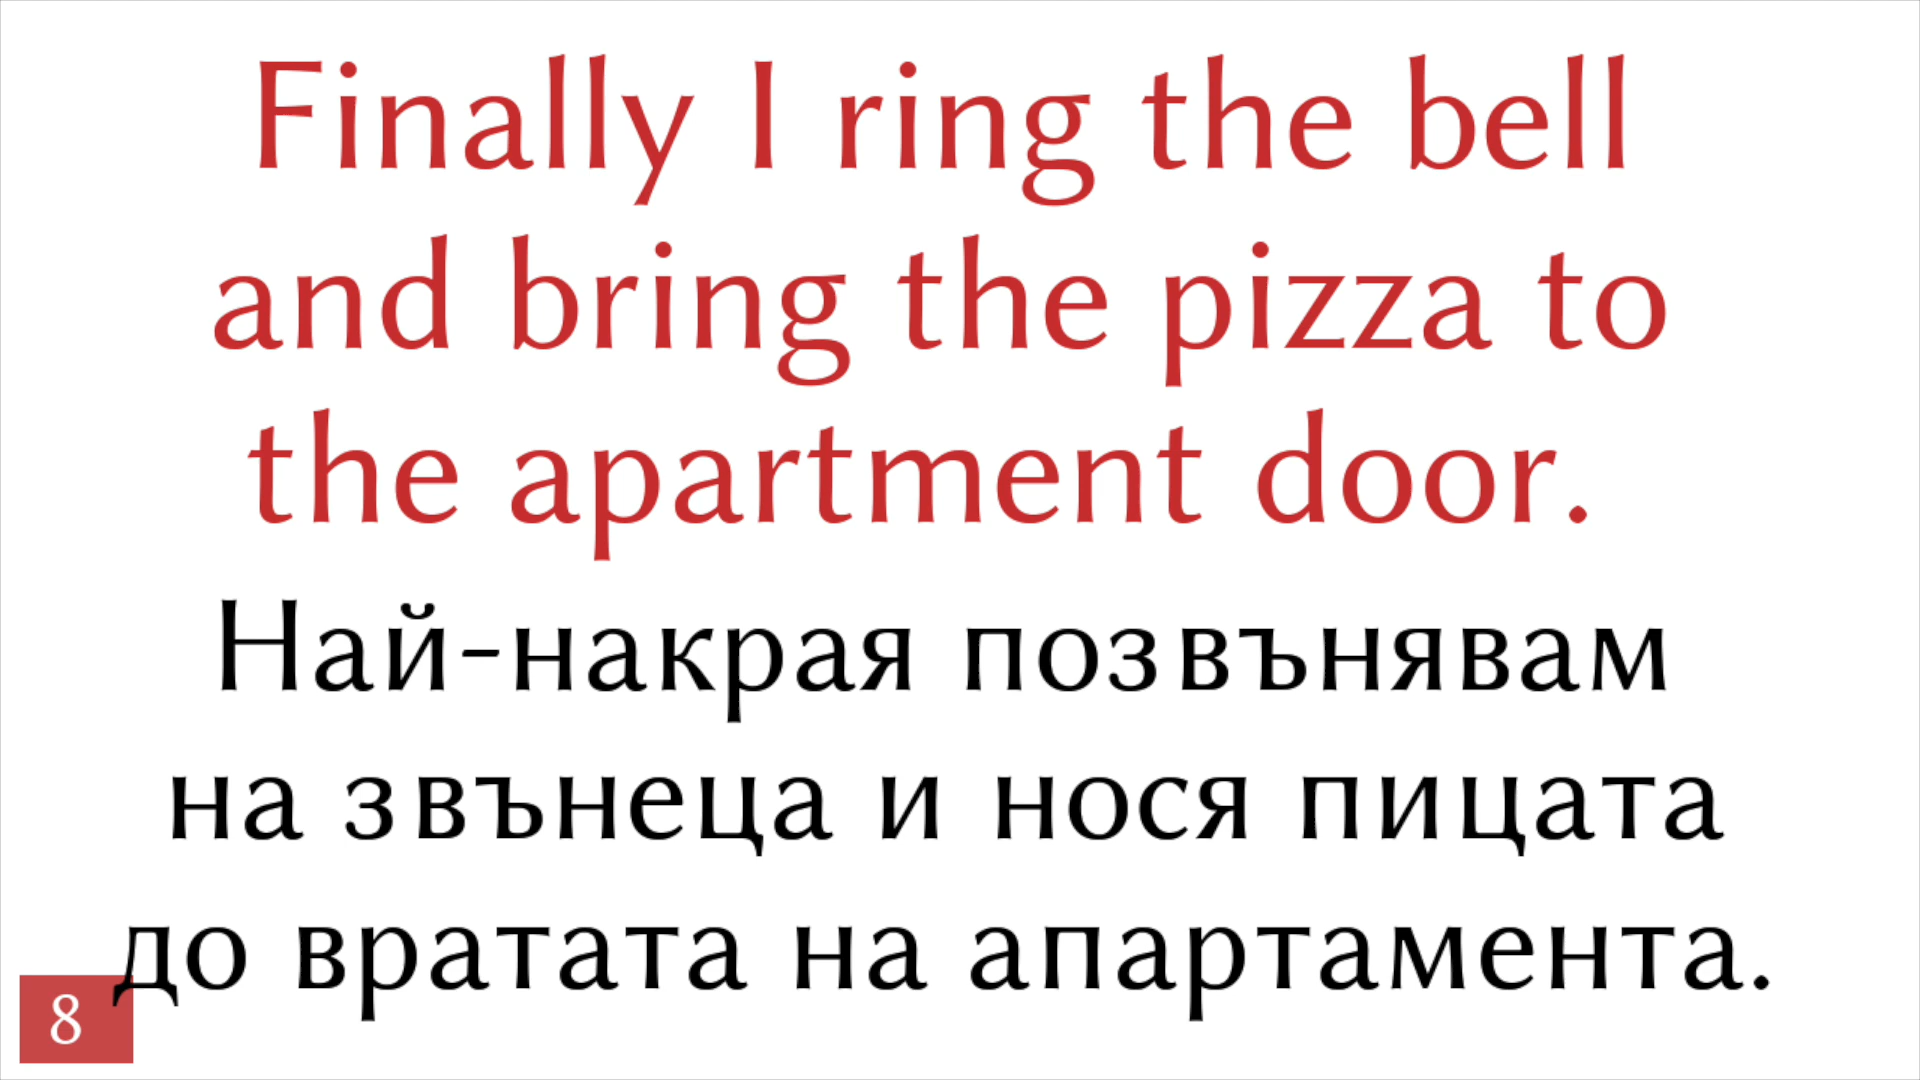 Finally I ring the bell
and bring the pizza to
the apartment door.
Най-накрая позвънявам
на звънеца и нося пицата
до вратата на апартамента.
8